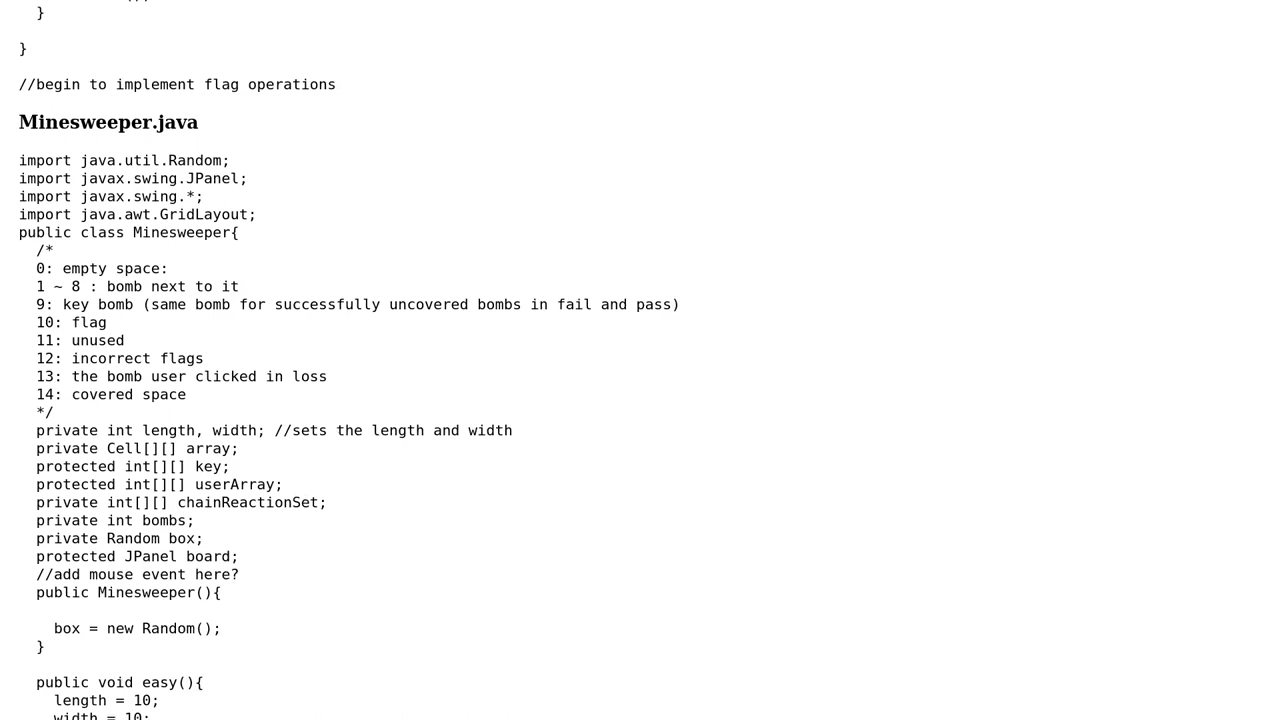 }
}
//begin to implement flag operations
Minesweeper.java
import java.util.Random;
import javax.swing.JPanel;
import javax.swing.*;
import java.awt.GridLayout;
public class Minesweeper{
/*
0: empty space:
1 ~ 8 : bomb next to it
9: key bomb (same bomb for successfully uncovered bombs in fail and pass)
10: flag
11: unused
12: incorrect flags
13: the bomb user clicked in loss
14: covered space
*/
private int length, width; //sets the length and width
private Cell[][] array;
protected int[][] key;
protected int[][] userArray;
private int[][] chainReactionSet;
private int bombs;
private Random box;
protected JPanel board;
//add mouse event here?
public Minesweeper(){
box = new Random();
}
public void easy(){
length = 10;
width = 10;